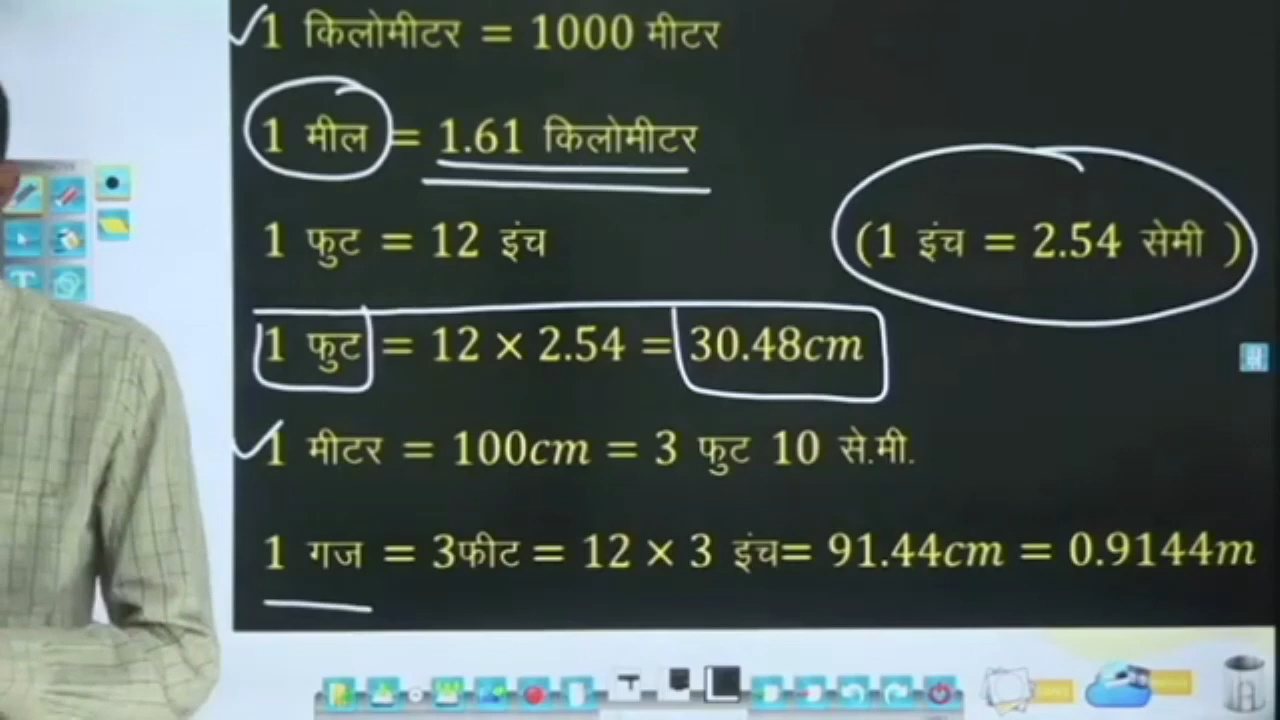 1 किलोमीटर = 1000 मीटर
1 मील = 1.61 किलोमीटर
1 फुट = 12 इंच (1 इंच = 2.54 सेमी )
1 फुट = 12 × 2.54 = 30.48cm
1 मीटर = 100cm = 3 फुट 10 से.मी.
1 गज = 3फीट = 12 × 3 इंच= 91.44cm = 0.9144m